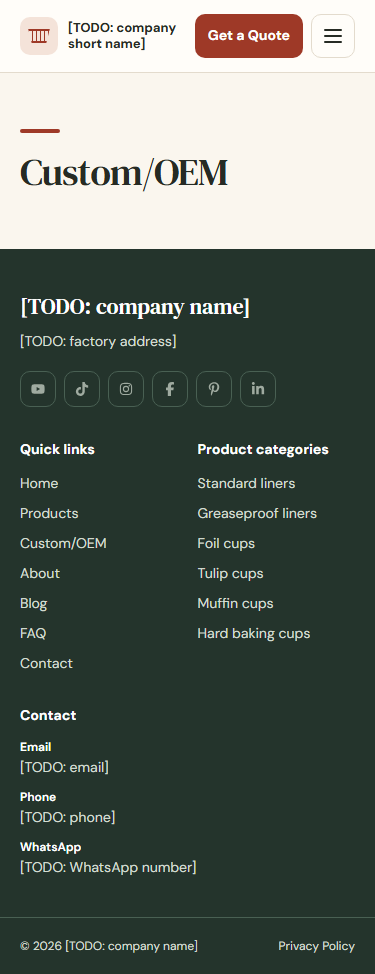 [TODO: company
short name]
Get a Quote
Custom/OEM
[TODO: company name]
[TODO: factory address]
Quick links
Home
Products
Custom/OEM
About
Blog
FAQ
Contact
Product categories
Standard liners
Greaseproof liners
Foil cups
Tulip cups
Muffin cups
Hard baking cups
Contact
Email
[TODO: email]
Phone
[TODO: phone]
WhatsApp
[TODO: WhatsApp number]
© 2026 [TODO: company name]
Privacy Policy